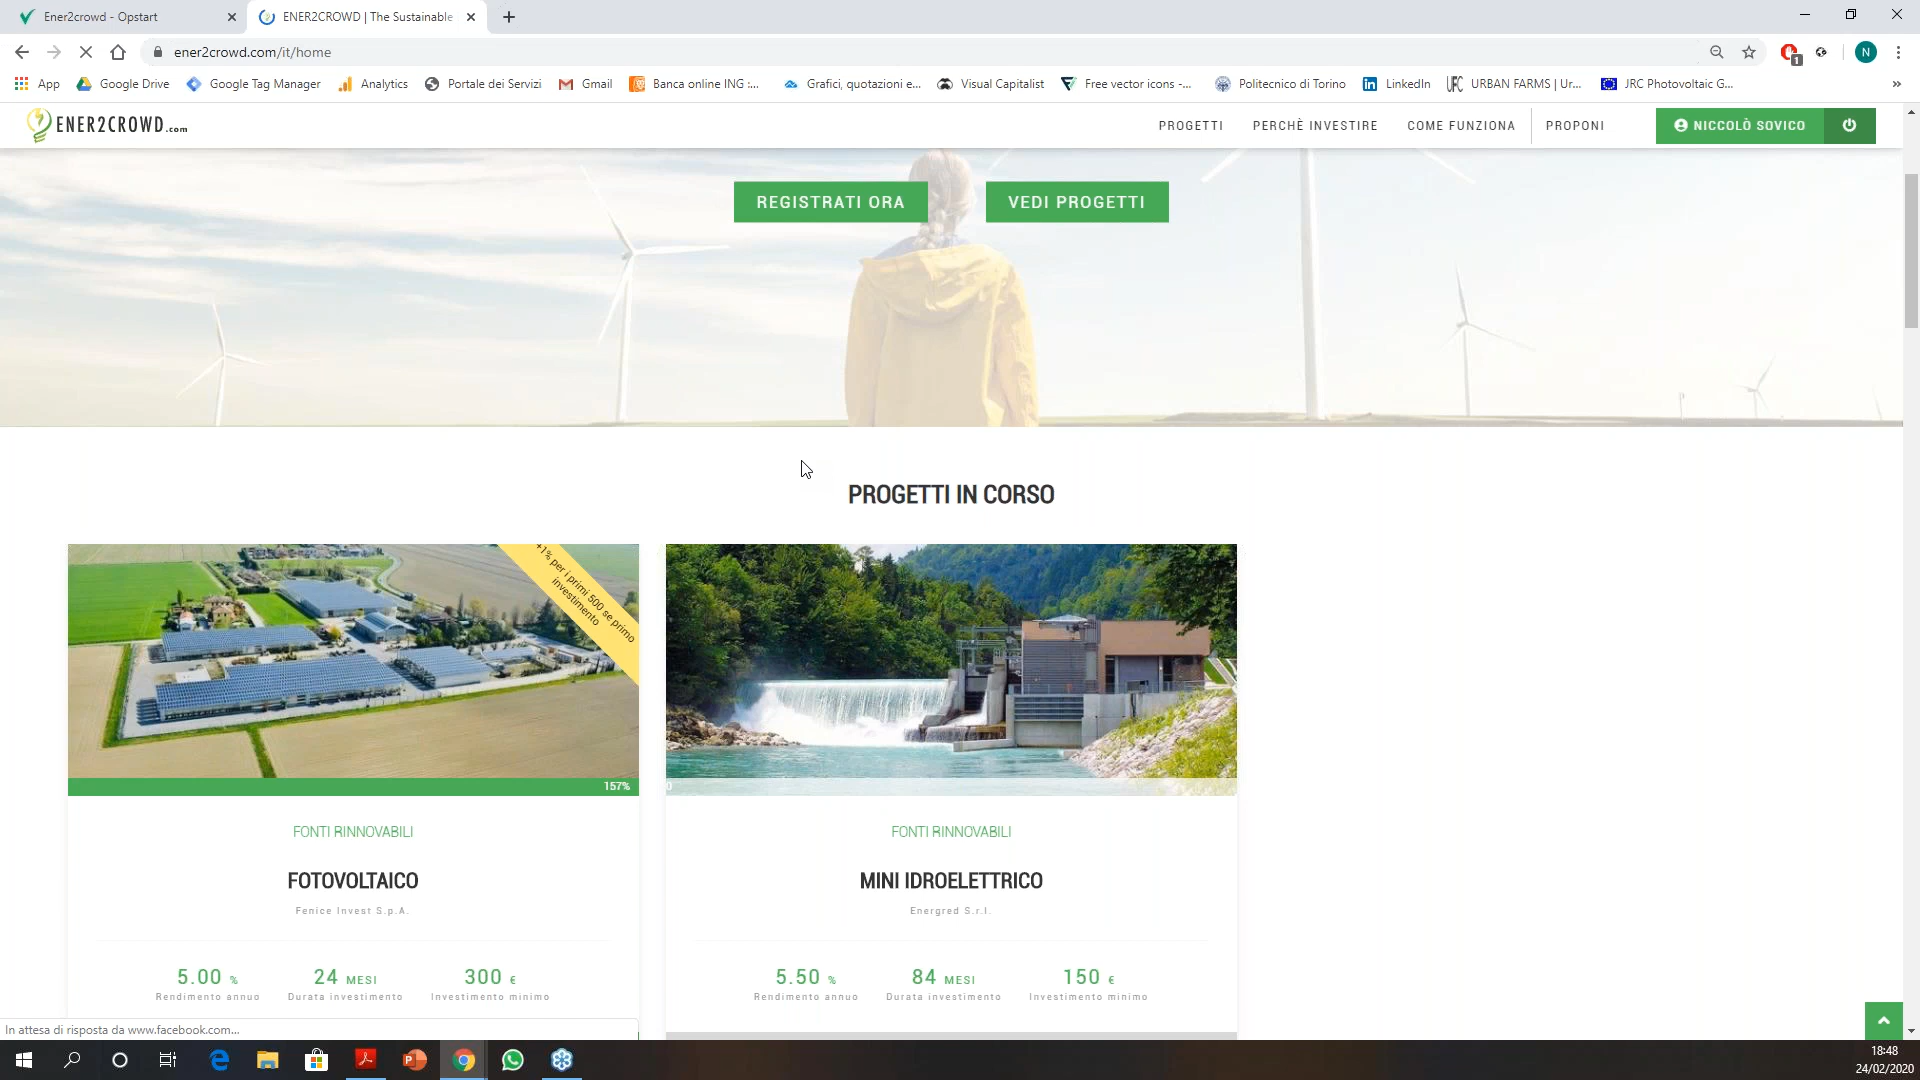 Ener2crowd - Opstart
ENER2CROWD | The Sustainable
ener2crowd.com/it/home
1
N
App
Google Drive
Google Tag Manager
Analytics
Portale dei Servizi
Gmail
Banca online ING :...
Grafici, quotazioni e...
Visual Capitalist
Free vector icons -...
Politecnico di Torino
LinkedIn
URBAN FARMS | Ur...
JRC Photovoltaic G...
»
ENER2CROWD.com
PROGETTI
PERCHÈ INVESTIRE
COME FUNZIONA
PROPONI
NICCOLÒ SOVICO
REGISTRATI ORA
VEDI PROGETTI
PROGETTI IN CORSO
+1% per i primi 500 se primo
investimento
157%
0
FONTI RINNOVABILI
FOTOVOLTAICO
Fenice Invest S.p.A.
5.00 %
Rendimento annuo
24 MESI
Durata investimento
300 €
Investimento minimo
FONTI RINNOVABILI
MINI IDROELETTRICO
Energred S.r.l.
5.50 %
Rendimento annuo
84 MESI
Durata investimento
150 €
Investimento minimo
In attesa di risposta da www.facebook.com...
18:48
24/02/2020